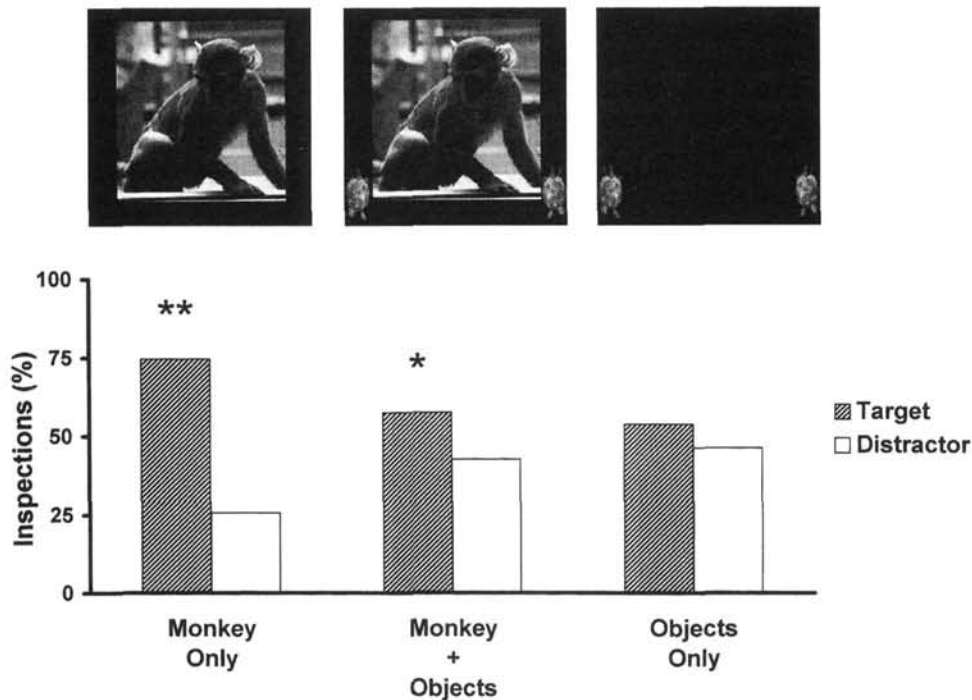 100
**
*
75
50
25
0
Inspections (%)
Target
Distractor
Monkey
Only
Monkey
+
Objects
Objects
Only